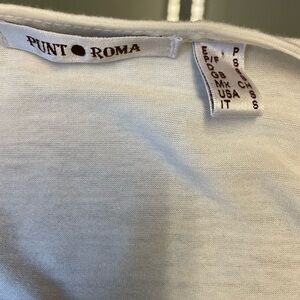 PUNT ● ROMA
E P
P/F S
D S
GB S
MX CH
USA S
IT S